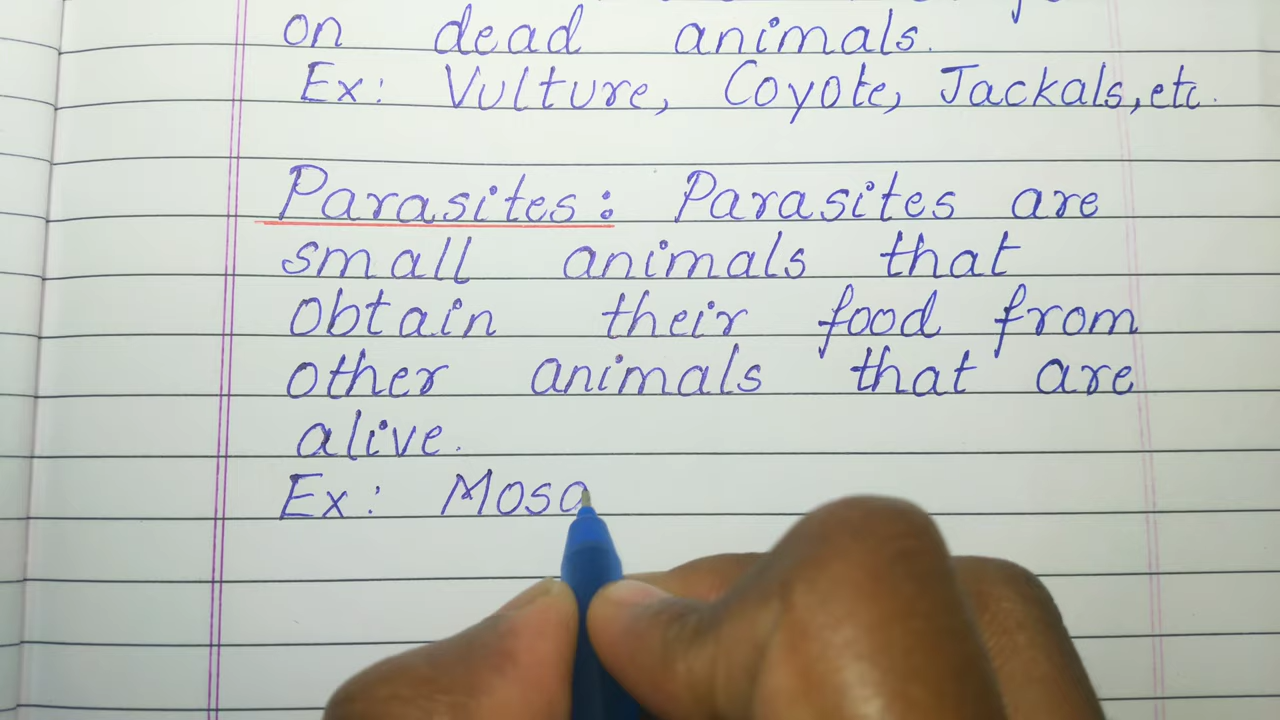 on dead animals.
Ex: Vulture, Coyote, Jackals, etc.
Parasites: Parasites are
small animals that
obtain their food from
other animals that are
alive.
Ex: Mosq